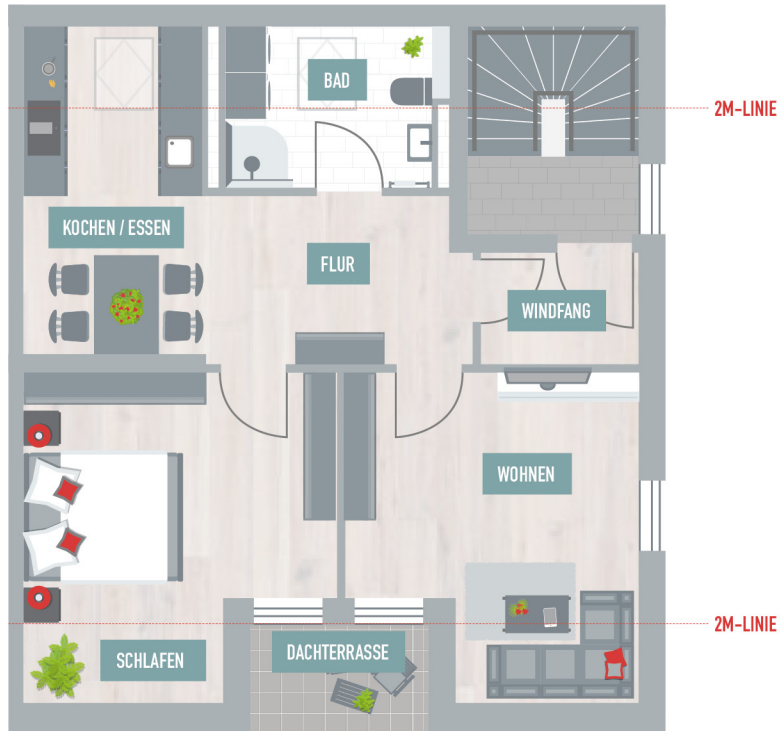 BAD
2M-LINIE
KOCHEN / ESSEN
FLUR
WINDFANG
WOHNEN
2M-LINIE
DACHTERRASSE
SCHLAFEN